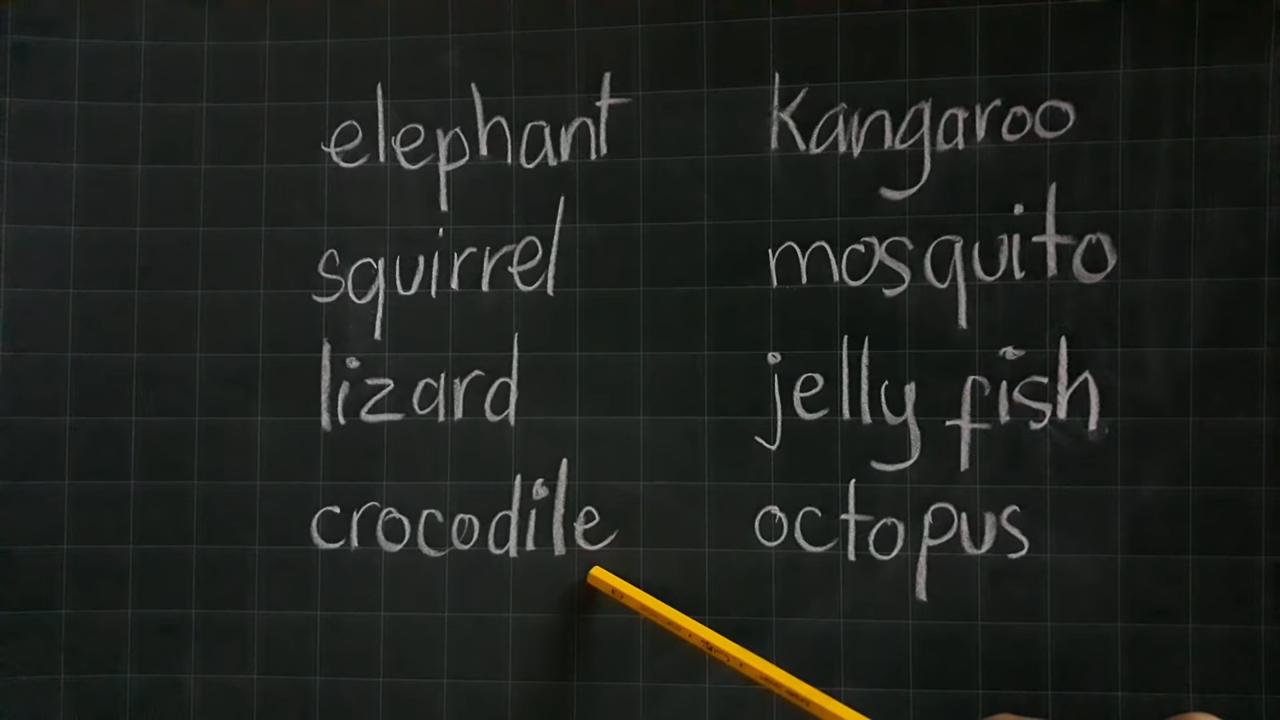 elephant
squirrel
lizard
crocodile
Kangaroo
mosquito
jelly fish
octopus